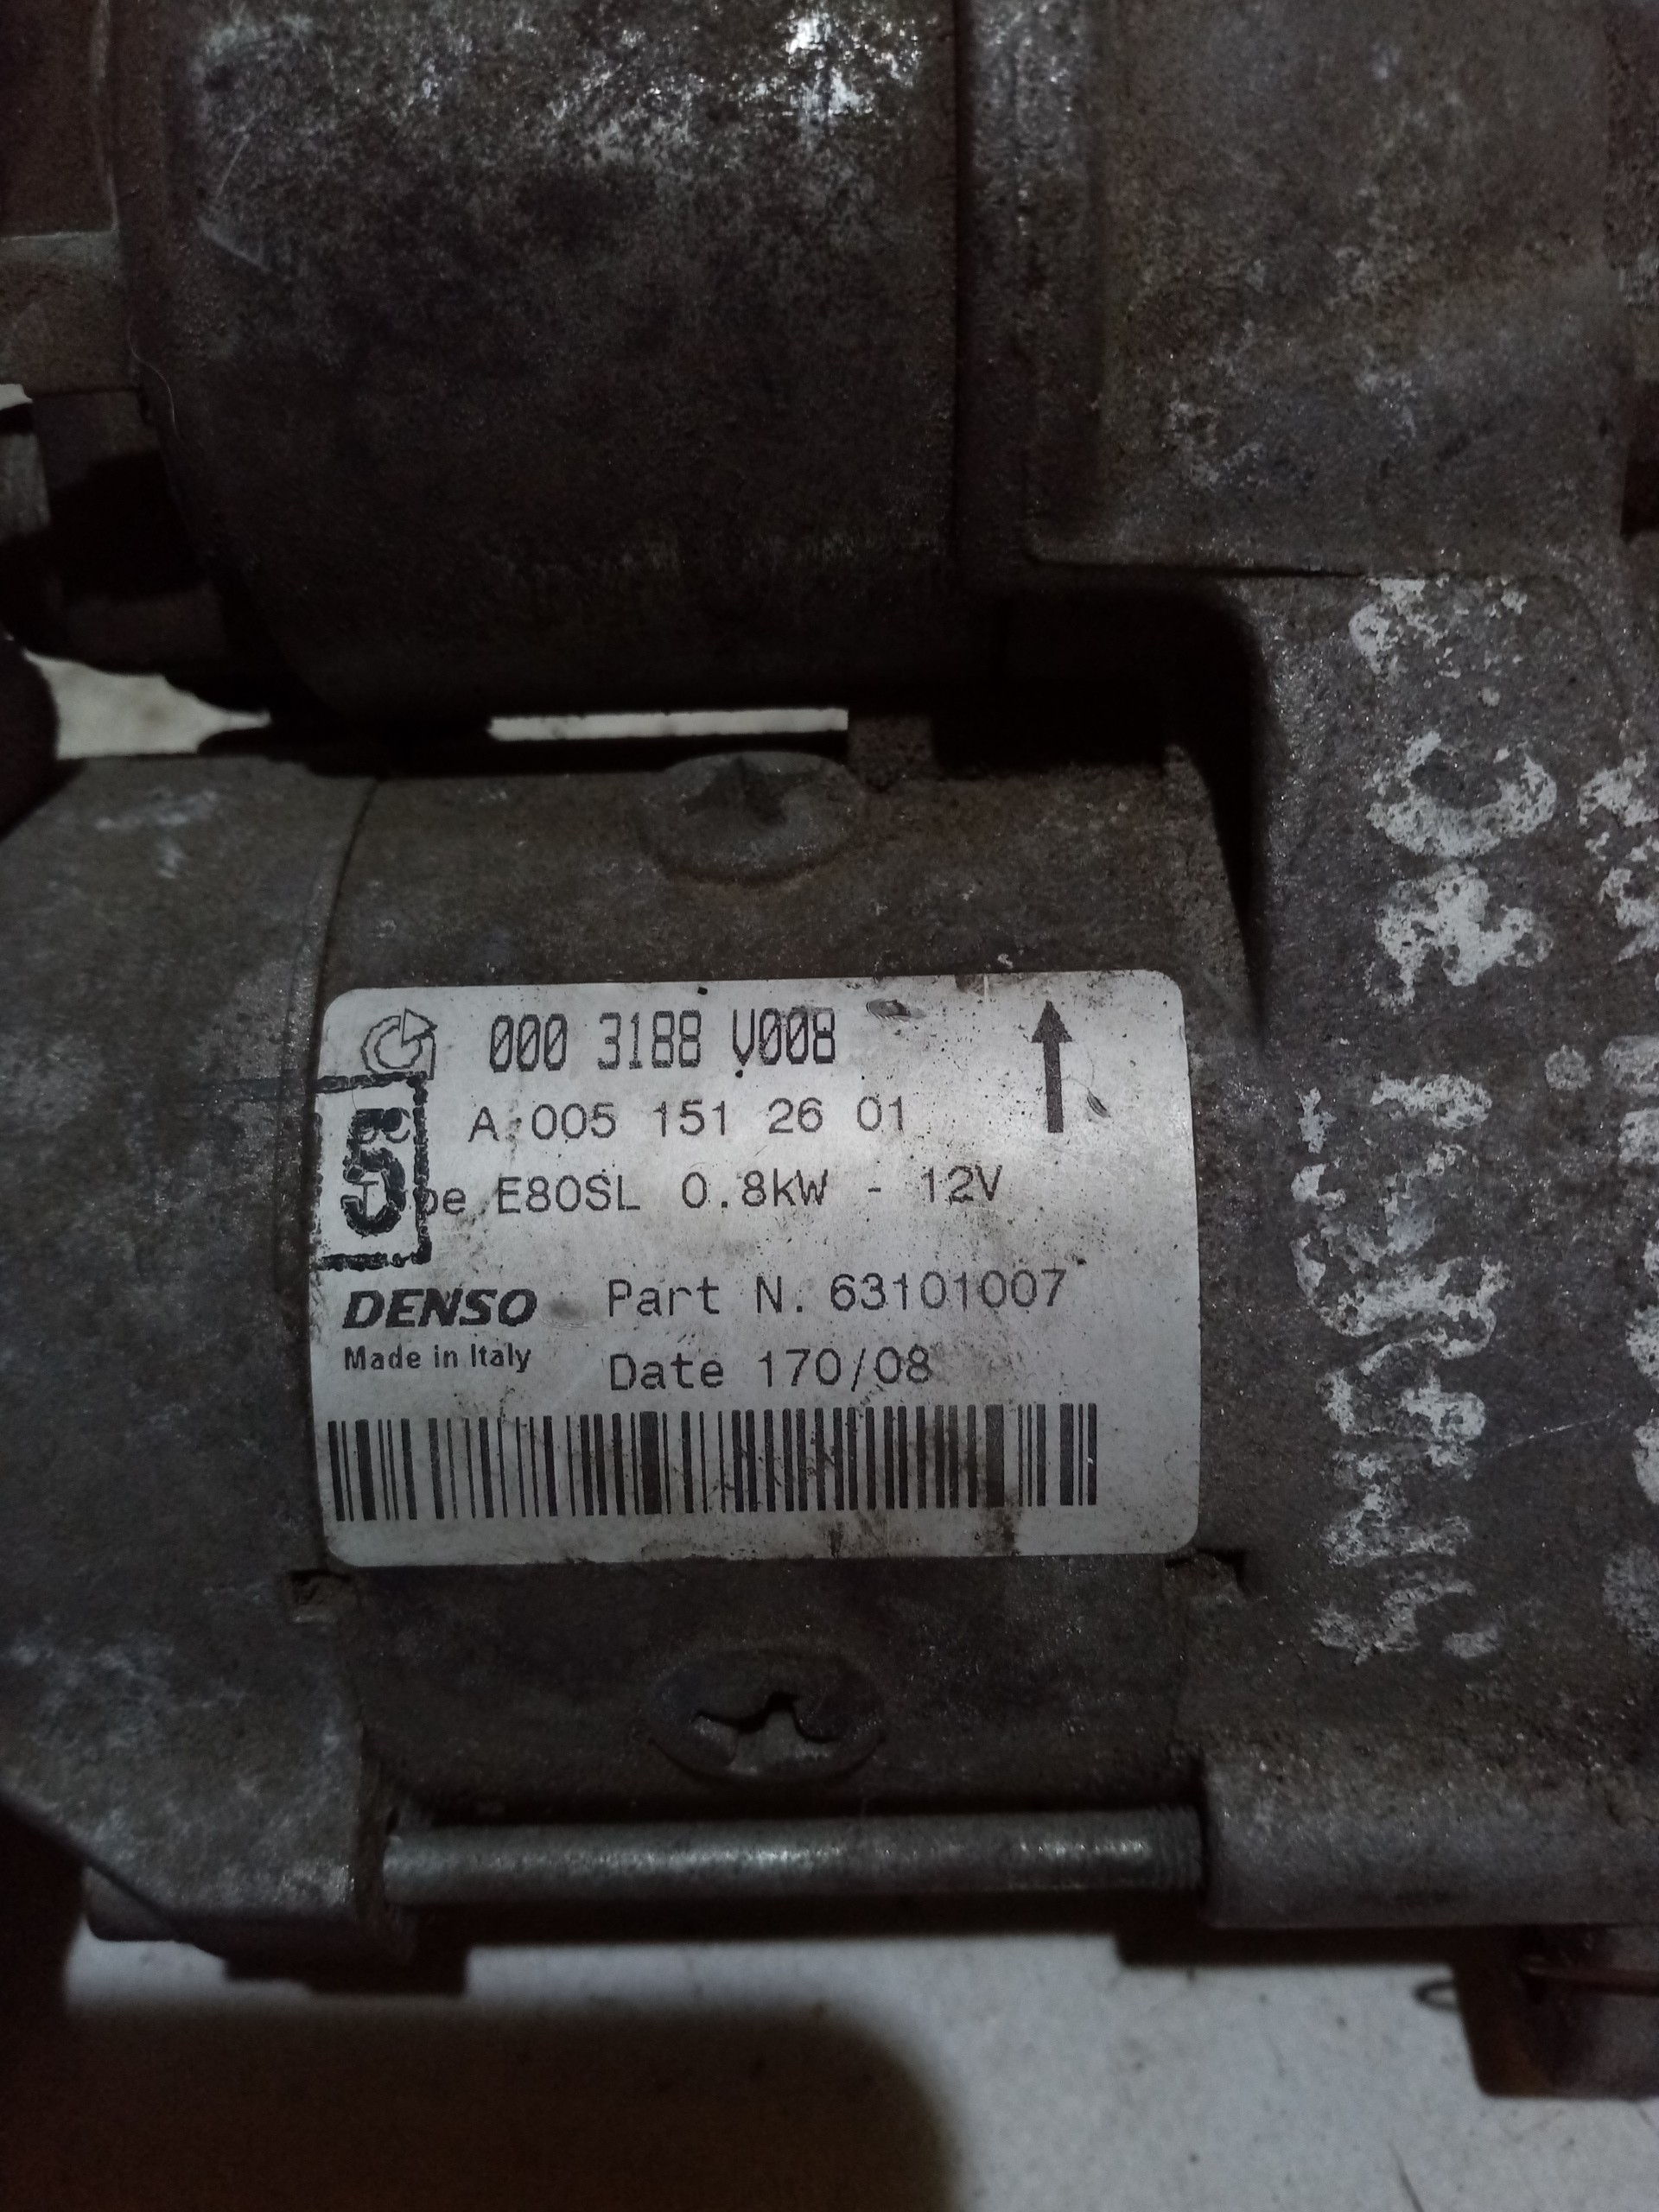 000 3188 V008
A 005 151 26 01
Type E80SL 0.8KW - 12V
5
DENSO Part N. 63101007
Made in Italy Date 170/08